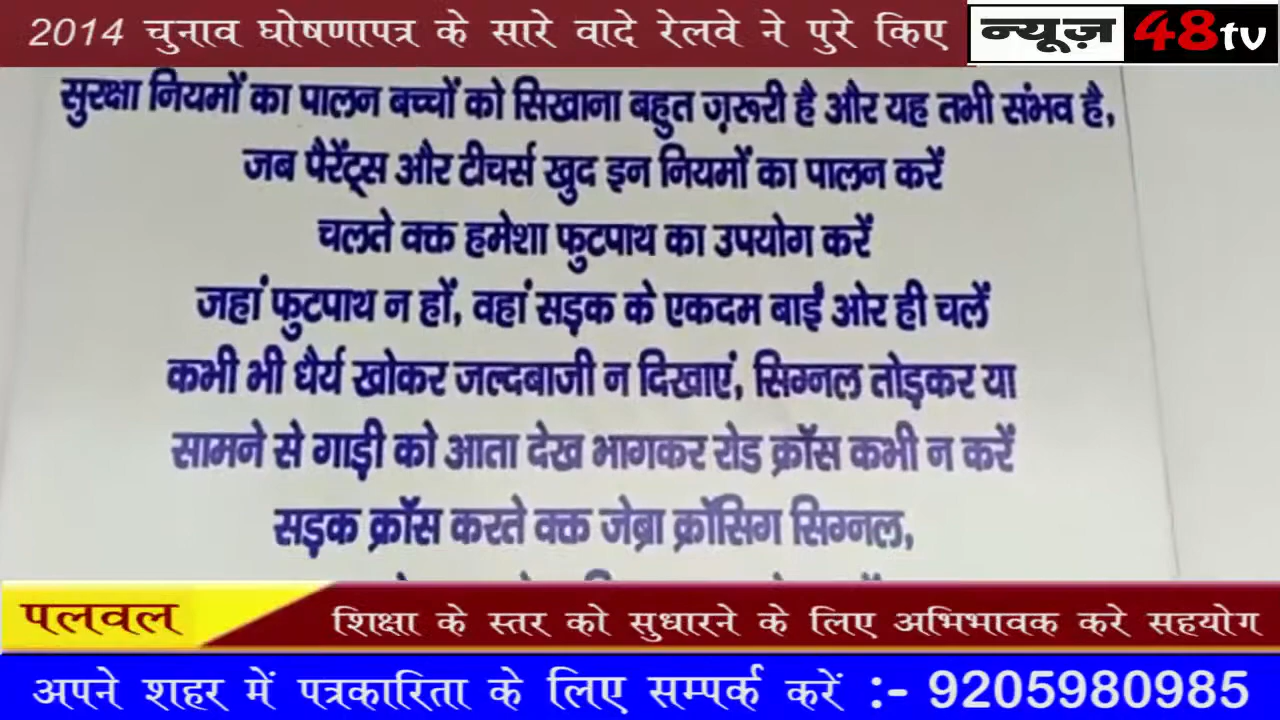 2014 चुनाव घोषणापत्र के सारे वादे रेलवे ने पुरे किए
न्यूज़ 48tv
सुरक्षा नियमों का पालन बच्चों को सिखाना बहुत ज़रूरी है और यह तभी संभव है,
जब पैरेंट्स और टीचर्स खुद इन नियमों का पालन करें
चलते वक्त हमेशा फुटपाथ का उपयोग करें
जहां फुटपाथ न हों, वहां सड़क के एकदम बाईं ओर ही चलें
कभी भी धैर्य खोकर जल्दबाजी न दिखाएं, सिग्नल तोड़कर या
सामने से गाड़ी को आता देख भागकर रोड क्रॉस कभी न करें
सड़क क्रॉस करते वक्त जेब्रा क्रॉसिग सिग्नल,
पलवल
शिक्षा के स्तर को सुधारने के लिए अभिभावक करे सहयोग
अपने शहर में पत्रकारिता के लिए सम्पर्क करें :- 9205980985